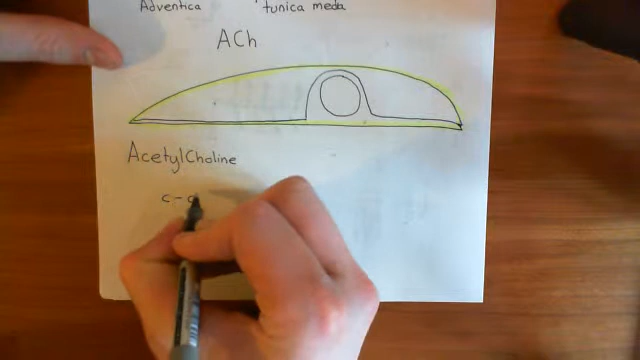 Adventica
tunica meda
ACh
AcetylCholine
c-c